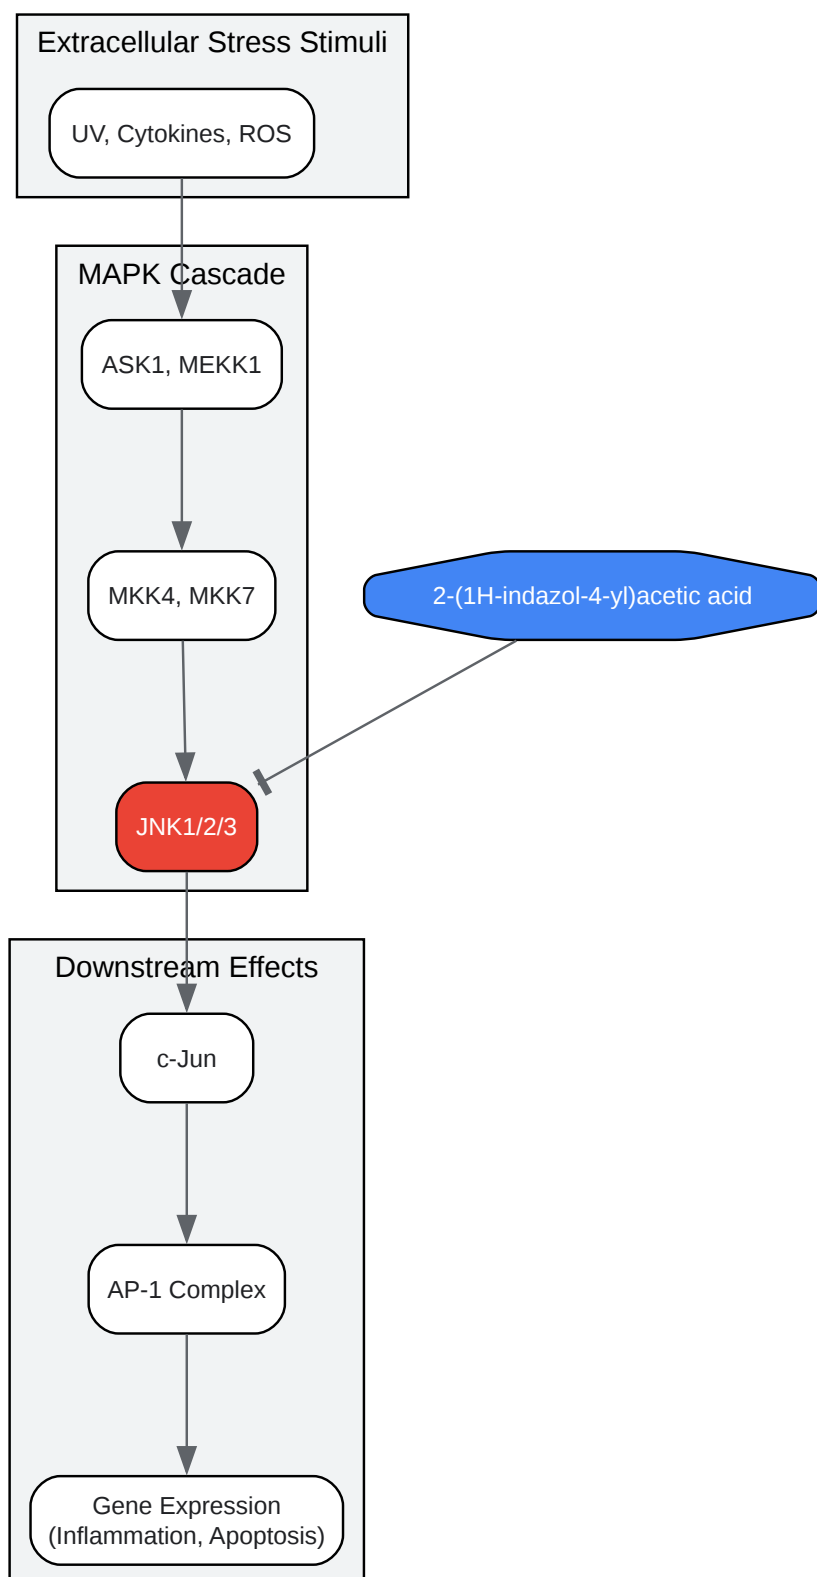 Extracellular Stress Stimuli
UV, Cytokines, ROS
MAPK Cascade
ASK1, MEKK1
MKK4, MKK7
2-(1H-indazol-4-yl)acetic acid
JNK1/2/3
Downstream Effects
c-Jun
AP-1 Complex
Gene Expression
(Inflammation, Apoptosis)